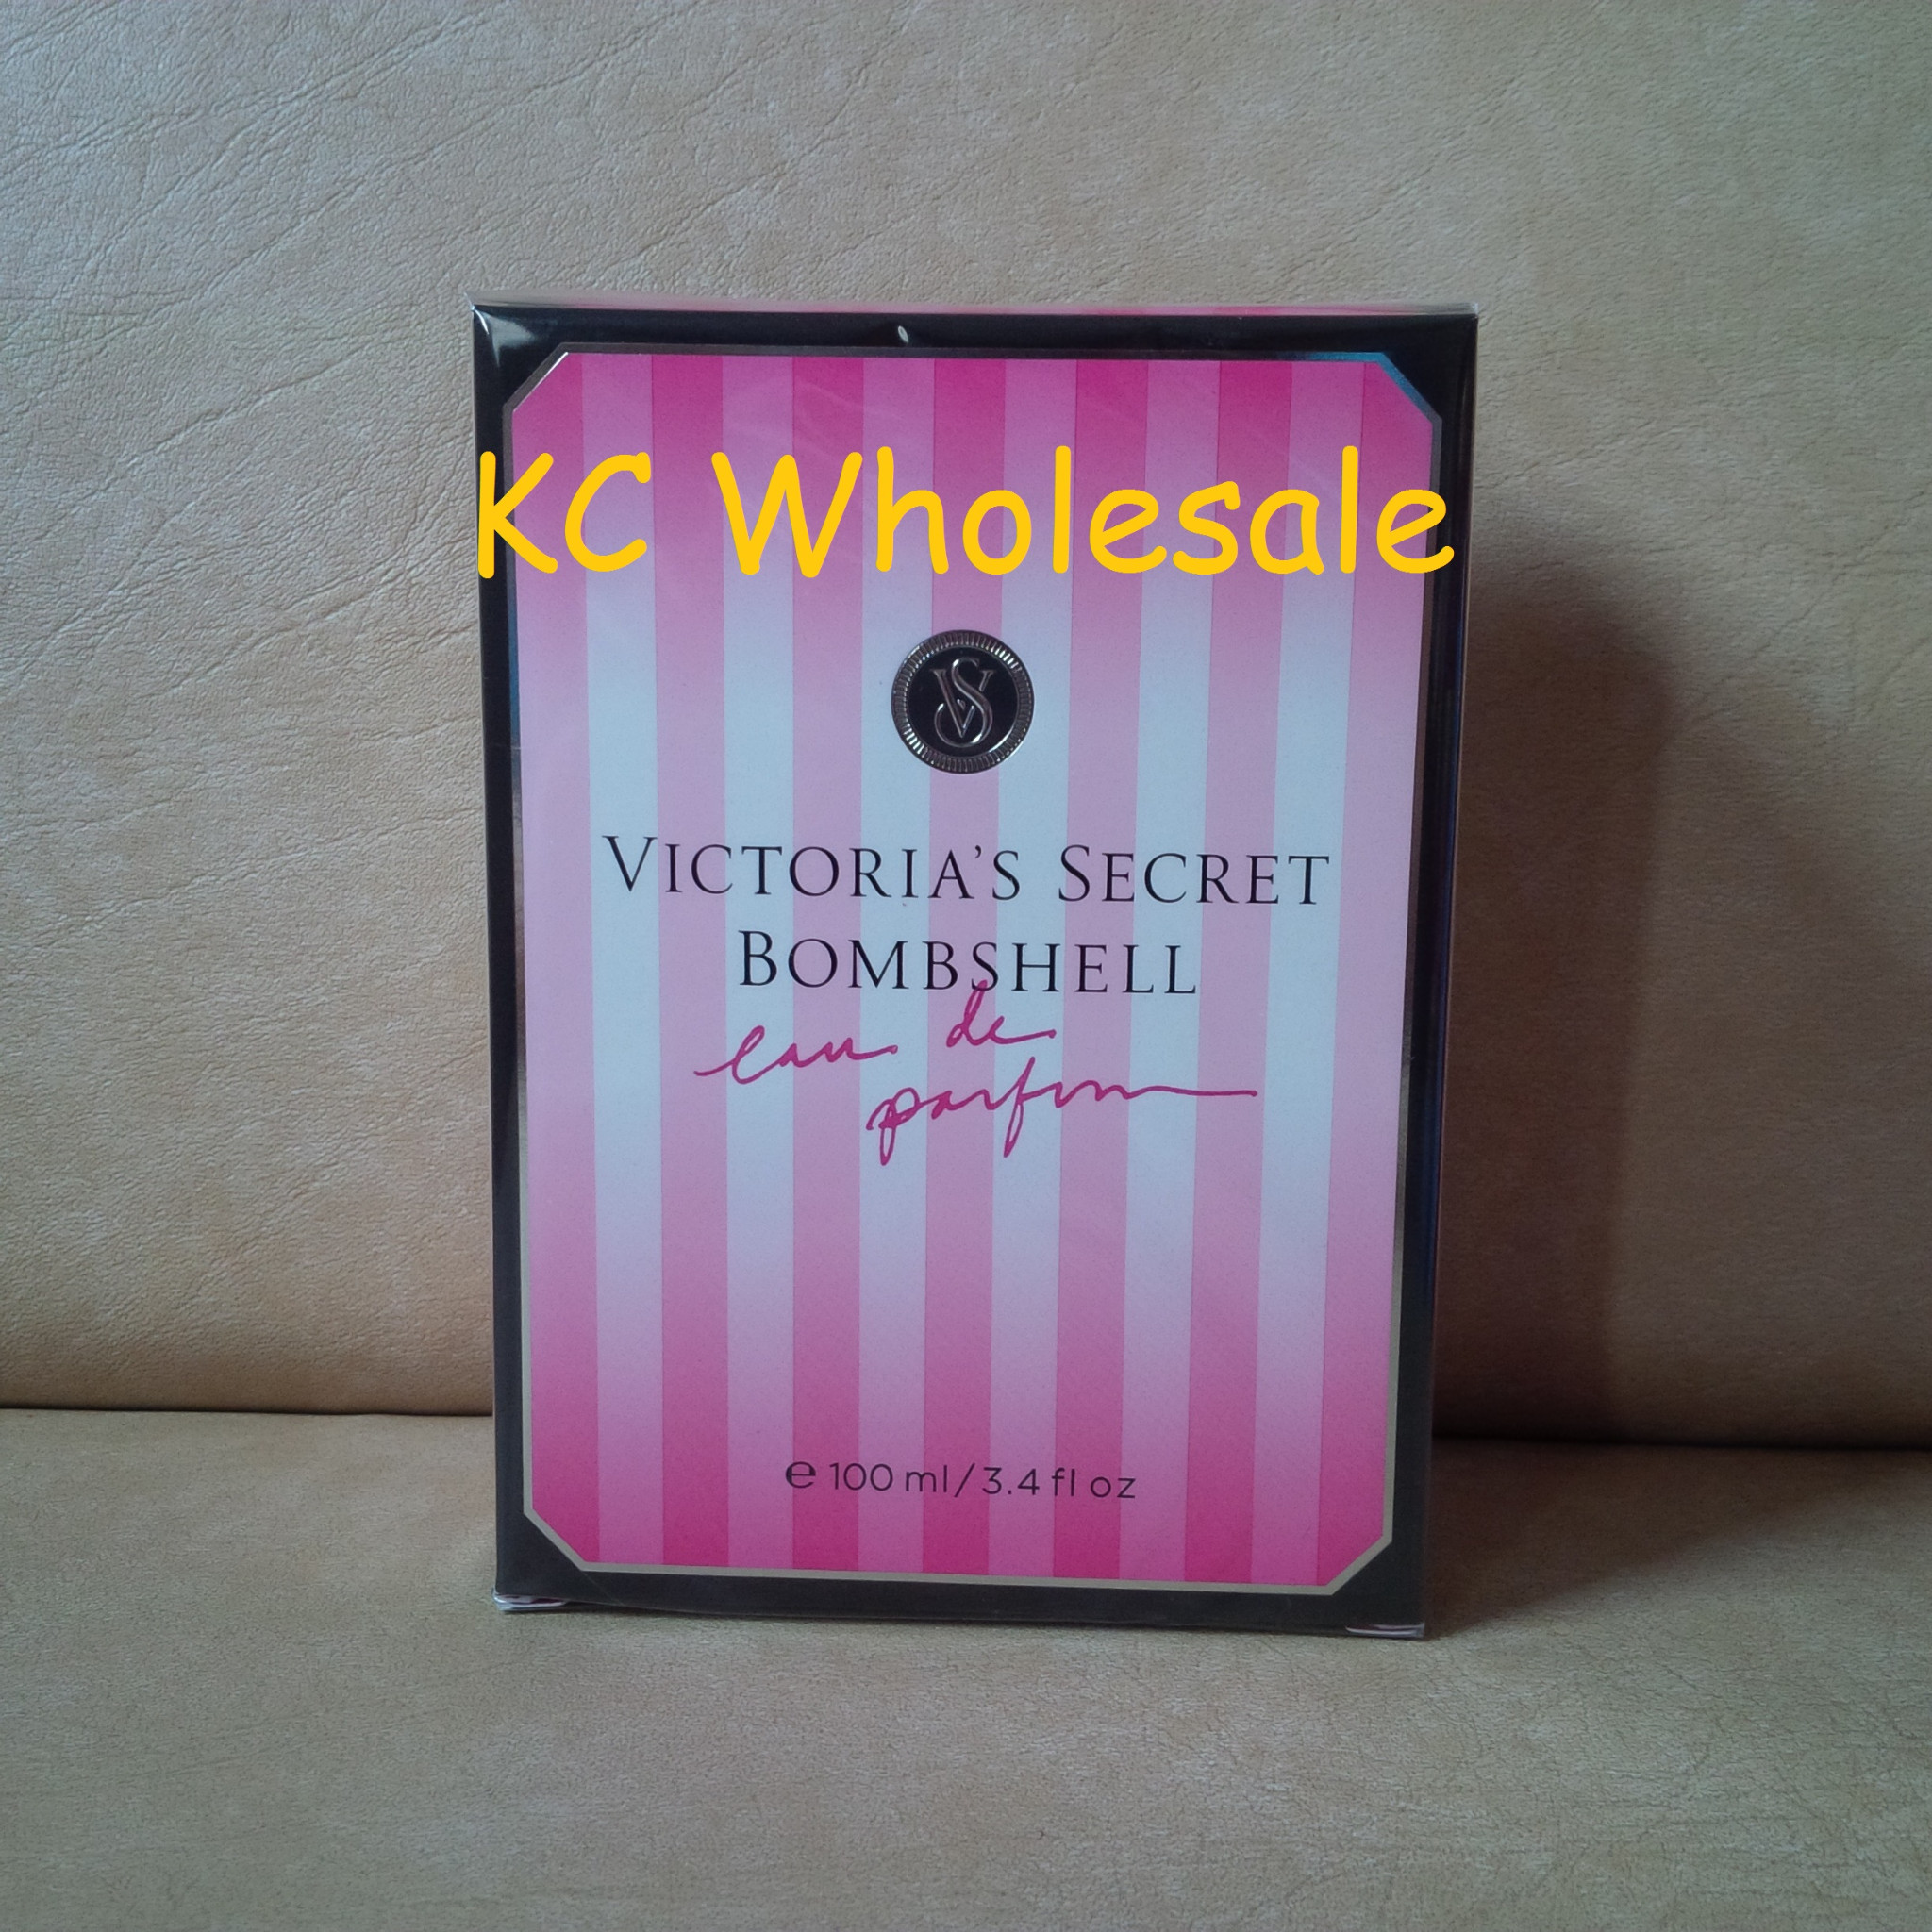 KC Wholesale
VS
VICTORIA'S SECRET
BOMBSHELL
eau de
parfum
℮ 100 ml/3.4 fl oz